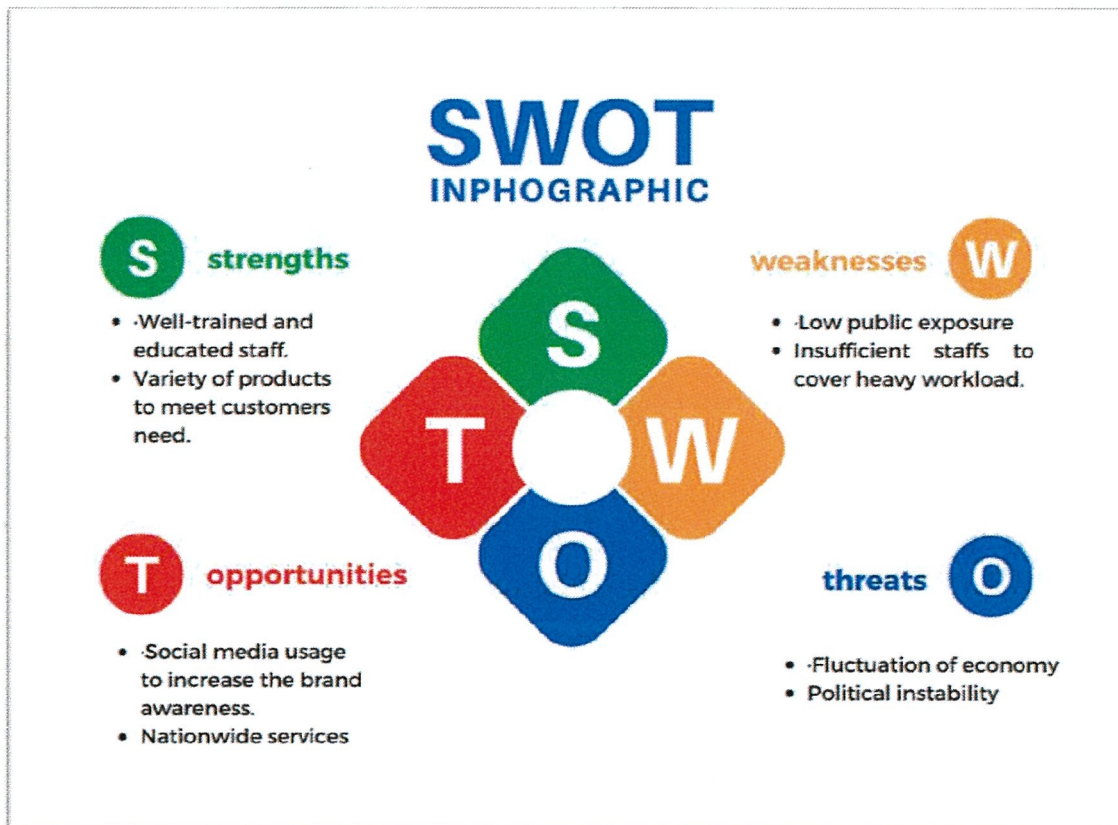 SWOT
INPHOGRAPHIC
S strengths
• ·Well-trained and
educated staff.
• Variety of products
to meet customers
need.
weaknesses W
• ·Low public exposure
• Insufficient staffs to
cover heavy workload.
S
T
W
O
T opportunities
• ·Social media usage
to increase the brand
awareness.
• Nationwide services
threats O
• ·Fluctuation of economy
• Political instability